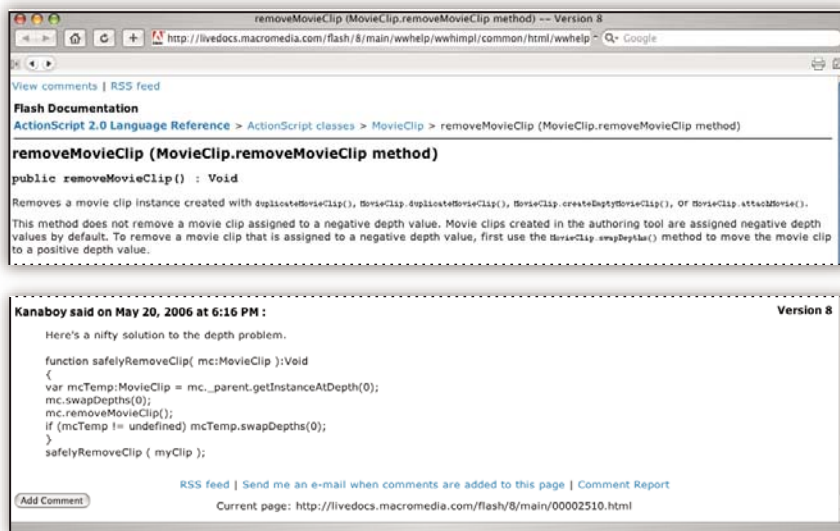 removeMovieClip (MovieClip.removeMovieClip method) -- Version 8
http://livedocs.macromedia.com/flash/8/main/wwhelp/wwhimpl/common/html/wwhelp
Google
View comments | RSS feed
Flash Documentation
ActionScript 2.0 Language Reference > ActionScript classes > MovieClip > removeMovieClip (MovieClip.removeMovieClip method)
removeMovieClip (MovieClip.removeMovieClip method)
public removeMovieClip() : Void
Removes a movie clip instance created with duplicateMovieClip(), MovieClip.duplicateMovieClip(), MovieClip.createEmptyMovieClip(), or MovieClip.attachMovie().
This method does not remove a movie clip assigned to a negative depth value. Movie clips created in the authoring tool are assigned negative depth
values by default. To remove a movie clip that is assigned to a negative depth value, first use the MovieClip.swapDepths() method to move the movie clip
to a positive depth value.
Kanaboy said on May 20, 2006 at 6:16 PM :
Version 8
Here's a nifty solution to the depth problem.
function safelyRemoveClip( mc:MovieClip ):Void
{
var mcTemp:MovieClip = mc._parent.getInstanceAtDepth(0);
mc.swapDepths(0);
mc.removeMovieClip();
if (mcTemp != undefined) mcTemp.swapDepths(0);
}
safelyRemoveClip ( myClip );
RSS feed | Send me an e-mail when comments are added to this page | Comment Report
Add Comment
Current page: http://livedocs.macromedia.com/flash/8/main/00002510.html